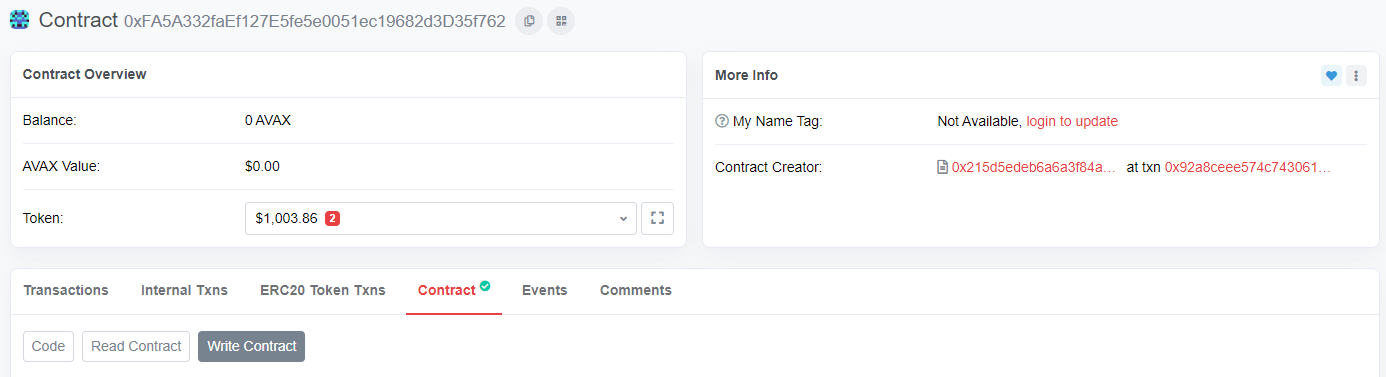 Contract 0xFA5A332faEf127E5fe5e0051ec19682d3D35f762
Contract Overview
Balance: 0 AVAX
AVAX Value: $0.00
Token: $1,003.86 2
More Info
My Name Tag: Not Available, login to update
Contract Creator: 0x215d5edeb6a6a3f84a... at txn 0x92a8ceee574c743061...
Transactions Internal Txns ERC20 Token Txns Contract Events Comments
Code Read Contract Write Contract